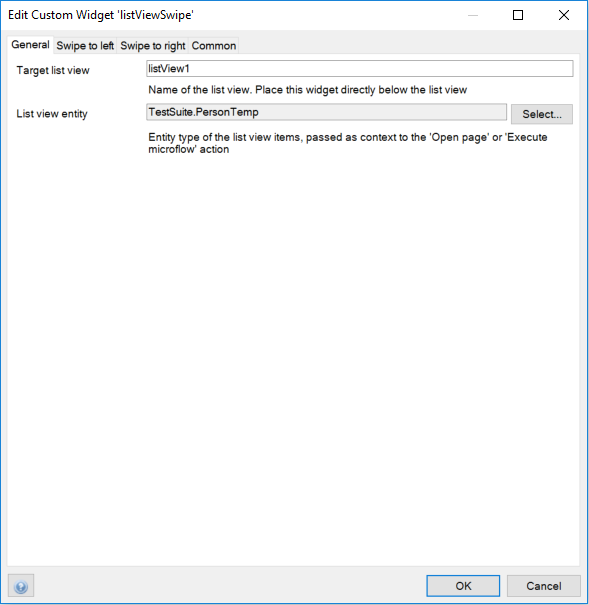 Edit Custom Widget 'listViewSwipe'
General Swipe to left Swipe to right Common
Target list view listView1
Name of the list view. Place this widget directly below the list view
List view entity TestSuite.PersonTemp Select...
Entity type of the list view items, passed as context to the 'Open page' or 'Execute
microflow' action
? OK Cancel